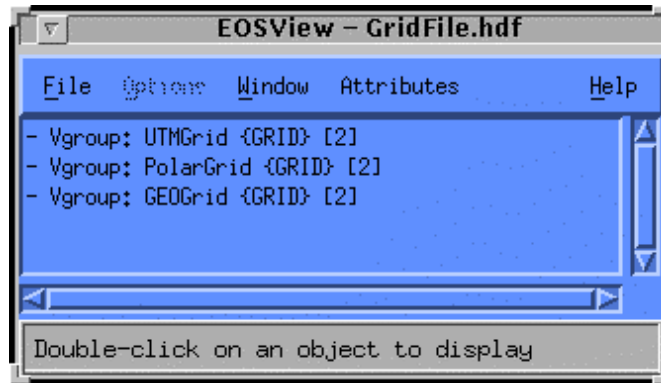 EOSView – GridFile.hdf
File Options Window Attributes Help
- Vgroup: UTMGrid {GRID} [2]
- Vgroup: PolarGrid {GRID} [2]
- Vgroup: GEOGrid {GRID} [2]
Double-click on an object to display